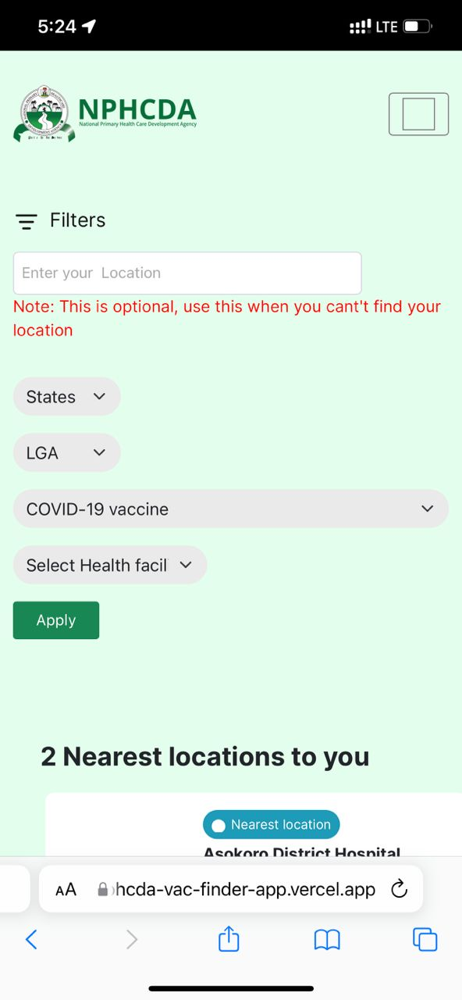 5:24
LTE
NPHCDA
National Primary Health Care Development Agency
Filters
Enter your  Location
Note: This is optional, use this when you cant't find your
location
States
LGA
COVID-19 vaccine
Select Health facil
Apply
2 Nearest locations to you
Nearest location
Asokoro District Hospital
AA
hcda-vac-finder-app.vercel.app